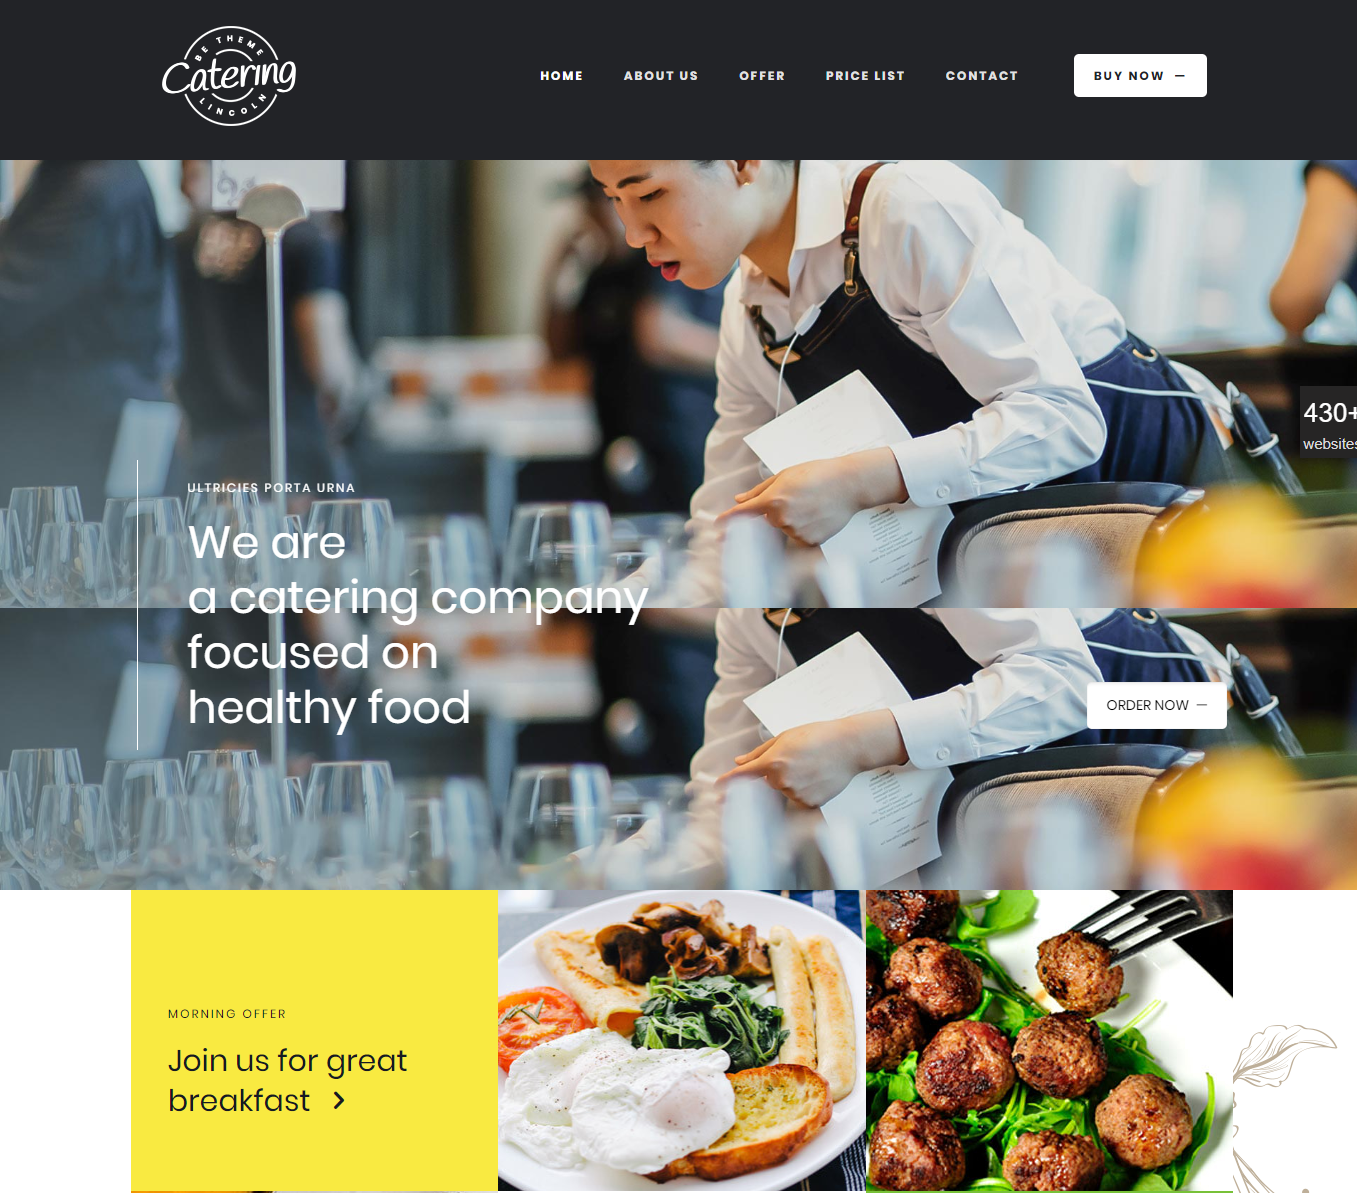 BE THEME
Catering
LINCOLN
HOME
ABOUT US
OFFER
PRICE LIST
CONTACT
BUY NOW —
430+
websites
ULTRICIES PORTA URNA
We are
a catering company
focused on
healthy food
ORDER NOW —
MORNING OFFER
Join us for great
breakfast